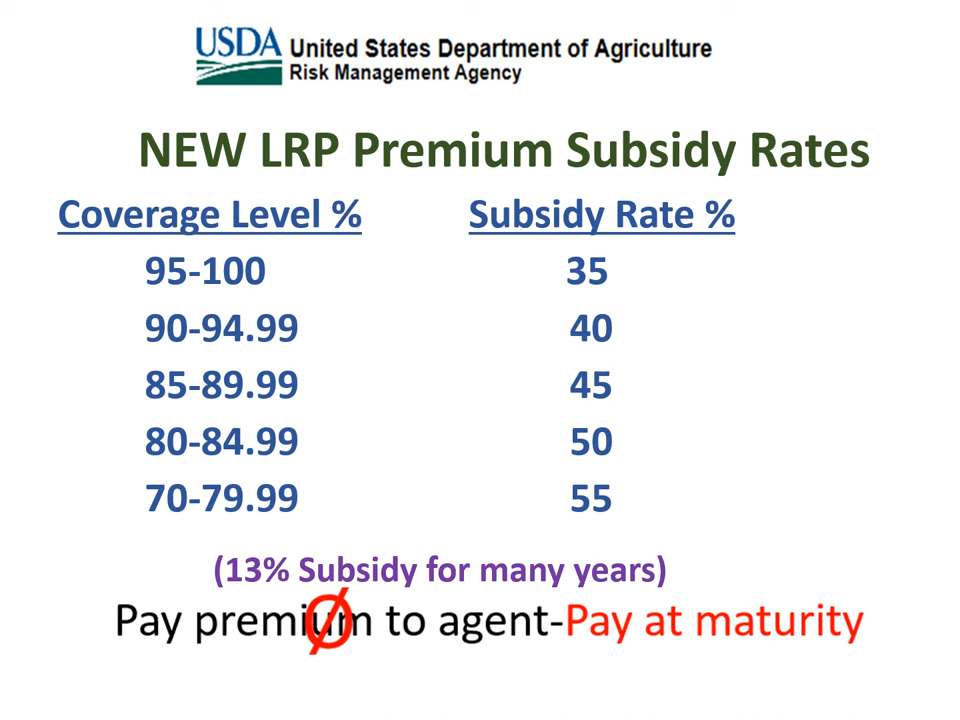 USDA United States Department of Agriculture
Risk Management Agency
NEW LRP Premium Subsidy Rates
Coverage Level % Subsidy Rate %
95-100 35
90-94.99 40
85-89.99 45
80-84.99 50
70-79.99 55
(13% Subsidy for many years)
Pay premium to agent-Pay at maturity
Ø